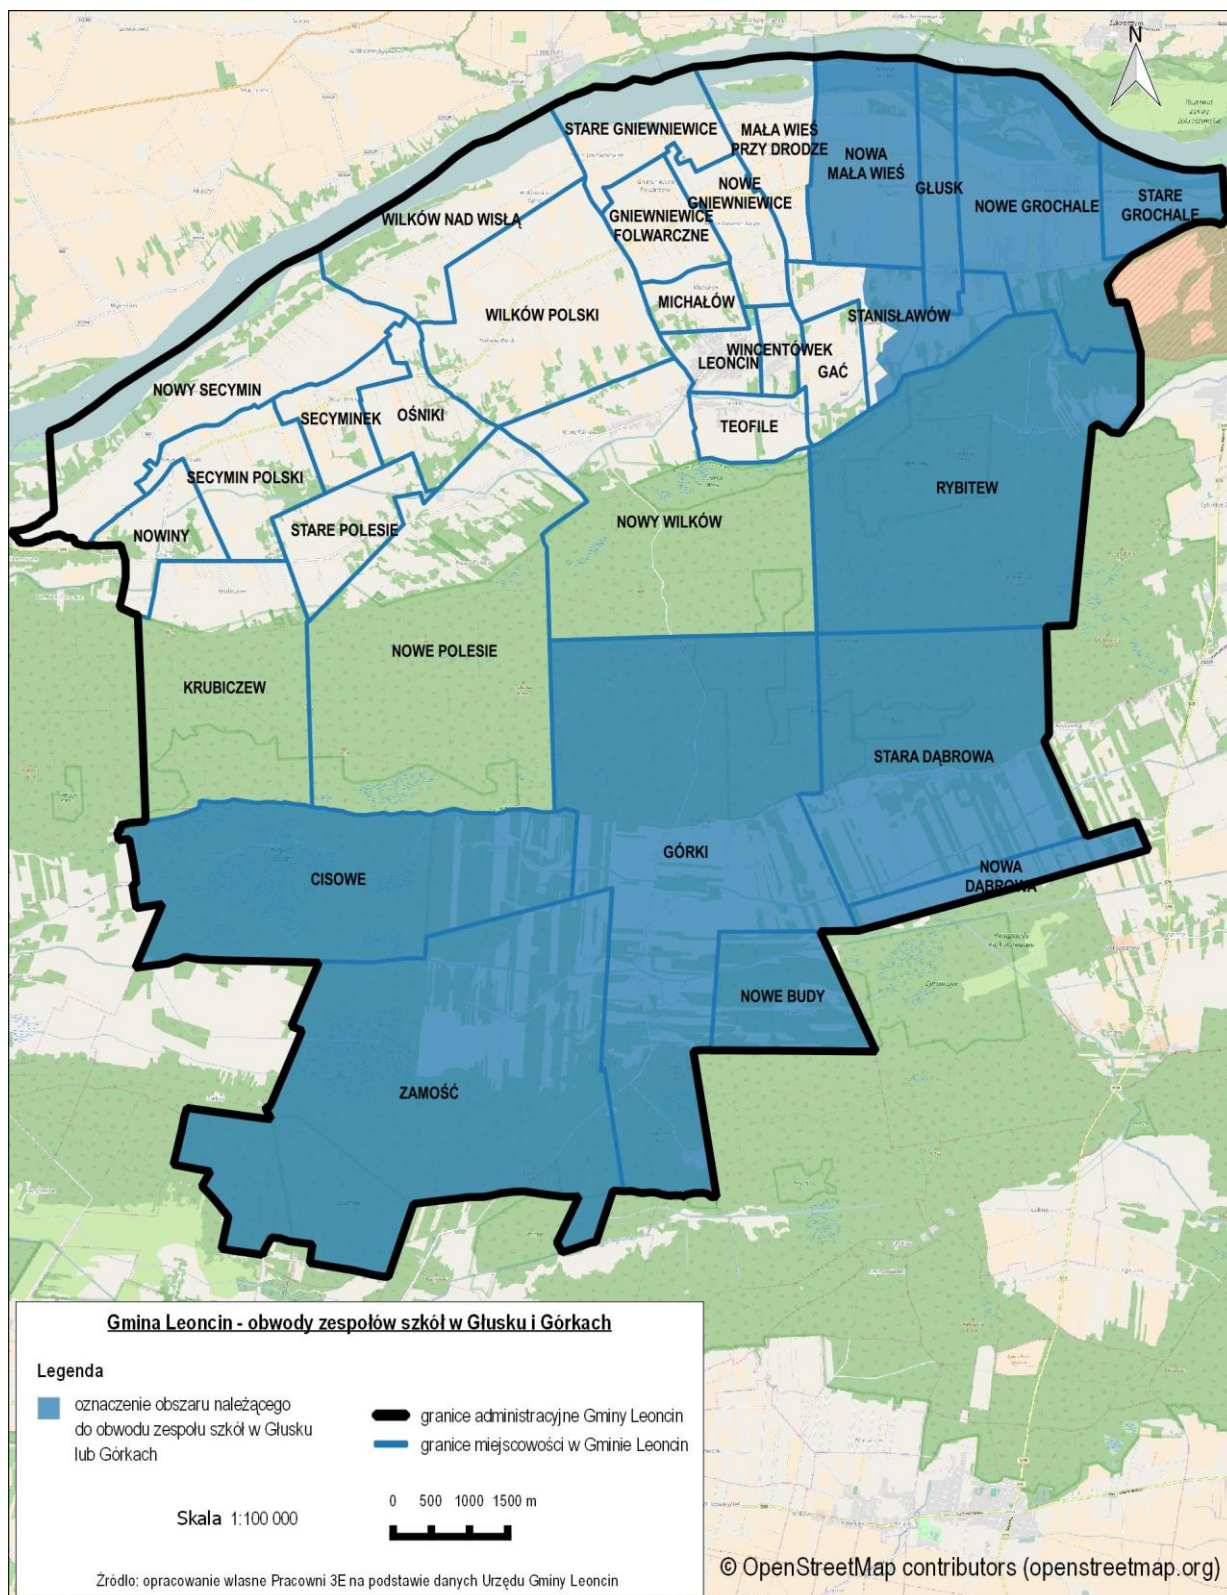 N
STARE GNIEWNIEWICE
MAŁA WIEŚ
PRZY DRODZE
NOWA
MAŁA WIEŚ
GŁUSK
NOWE GROCHALE
STARE
GROCHALE
WILKÓW NAD WISŁĄ
GNIEWNIEWICE
FOLWARCZNE
NOWE
GNIEWNIEWICE
MICHAŁÓW
WILKÓW POLSKI
STANISŁAWÓW
WINCENTÓWEK
LEONCIN
GAĆ
NOWY SECYMIN
SECYMINEK
OŚNIKI
TEOFILE
SECYMIN POLSKI
RYBITEW
NOWINY
STARE POLESIE
NOWY WILKÓW
NOWE POLESIE
KRUBICZEW
STARA DĄBROWA
GÓRKI
CISOWE
NOWA
DĄBROWA
NOWE BUDY
ZAMOŚĆ
Gmina Leoncin - obwody zespołów szkół w Głusku i Górkach
Legenda
oznaczenie obszaru należącego
do obwodu zespołu szkół w Głusku
lub Górkach
granice administracyjne Gminy Leoncin
granice miejscowości w Gminie Leoncin
Skala 1:100 000
0 500 1000 1500 m
Źródło: opracowanie własne Pracowni 3E na podstawie danych Urzędu Gminy Leoncin
© OpenStreetMap contributors (openstreetmap.org)